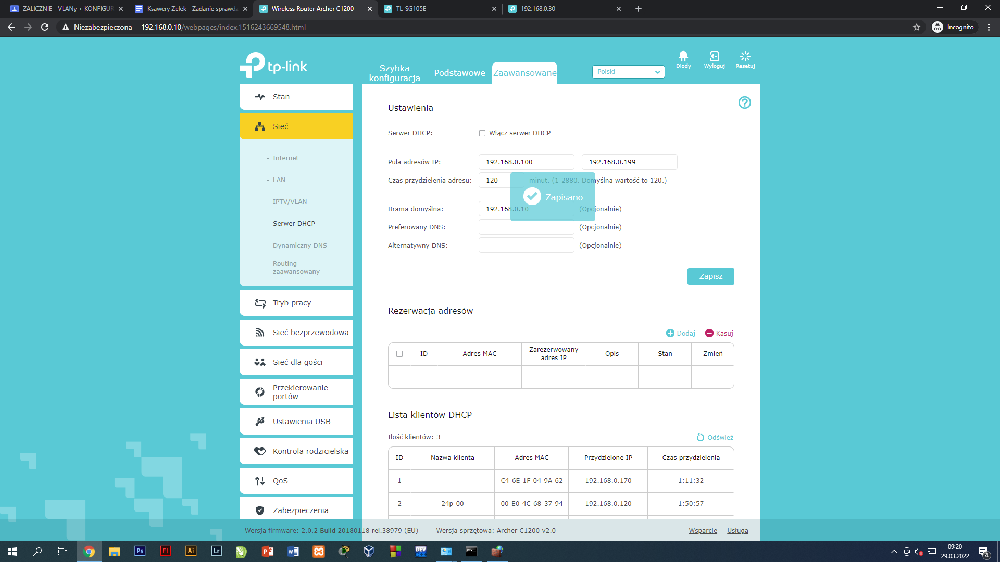 ZALICZNIE - VLANy + KONFIGUR
Ksawery Zelek - Zadanie sprawdz
Wireless Router Archer C1200
TL-SG105E
192.168.0.30
Niezabezpieczona
192.168.0.10/webpages/index.1516243669548.html
Incognito
tp-link
Szybka
konfiguracja
Podstawowe
Zaawansowane
Polski
Diody
Wyloguj
Resetuj
Stan
Sieć
- Internet
- LAN
- IPTV/VLAN
- Serwer DHCP
- Dynamiczny DNS
- Routing
zaawansowany
Tryb pracy
Sieć bezprzewodowa
Sieć dla gości
Przekierowanie
portów
Ustawienia USB
Kontrola rodzicielska
QoS
Zabezpieczenia
Ustawienia
?
Serwer DHCP: Włącz serwer DHCP
Pula adresów IP: 192.168.0.100 - 192.168.0.199
Czas przydzielenia adresu: 120 minut. (1-2880. Domyślna wartość to 120.)
Zapisano
Brama domyślna: 192.168.0.10 (Opcjonalnie)
Preferowany DNS: (Opcjonalnie)
Alternatywny DNS: (Opcjonalnie)
Zapisz
Rezerwacja adresów
Dodaj Kasuj
ID Adres MAC Zarezerwowany adres IP Opis Stan Zmień
-- -- -- -- -- -- --
Lista klientów DHCP
Ilość klientów: 3 Odśwież
ID Nazwa klienta Adres MAC Przydzielone IP Czas przydzielenia
1 -- C4-6E-1F-04-9A-62 192.168.0.170 1:11:32
2 24p-00 00-E0-4C-68-37-94 192.168.0.120 1:50:57
Wersja firmware: 2.0.2 Build 20180118 rel.38979 (EU) Wersja sprzętowa: Archer C1200 v2.0 Wsparcie Usługa
Ps
Fl
Ai
Lr
P
W
DEV
09:20
29.03.2022
4